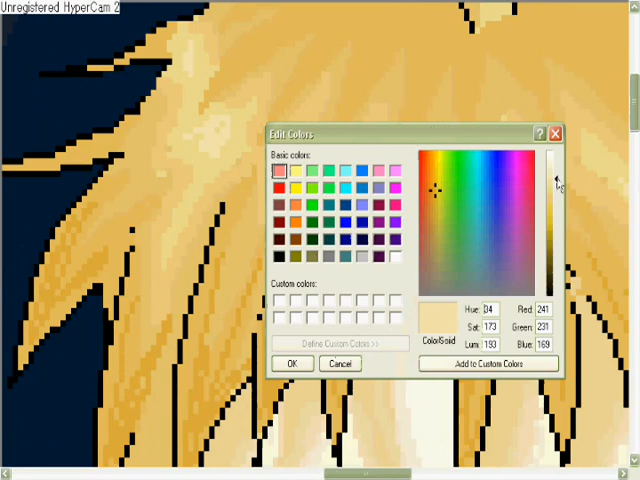 Unregistered HyperCam 2
Edit Colors
Basic colors:
Custom colors:
Define Custom Colors >>
OK
Cancel
Color|Solid
Hue: 34
Sat: 173
Lum: 193
Red: 241
Green: 231
Blue: 169
Add to Custom Colors